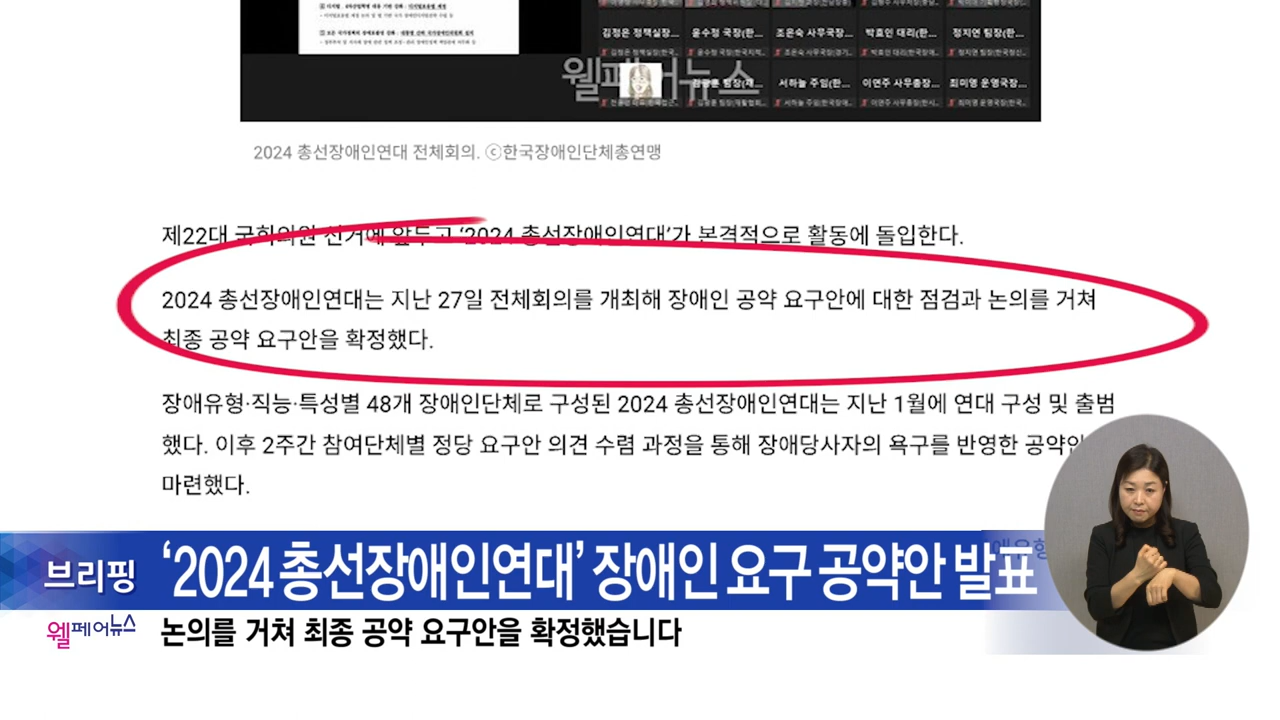 김정은 정책실장... 윤수정 국장(한... 조은숙 사무국장... 박효인 대리(한국... 정지연 팀장(한...
웰페어뉴스
김광훈 팀장(재... 서하늘 주임(한... 이연주 사무총장... 최미영 운영국장...
2024 총선장애인연대 전체회의. ⓒ한국장애인단체총연맹
제22대 국회의원 선거에 앞두고 ‘2024 총선장애인연대’가 본격적으로 활동에 돌입한다.
2024 총선장애인연대는 지난 27일 전체회의를 개최해 장애인 공약 요구안에 대한 점검과 논의를 거쳐
최종 공약 요구안을 확정했다.
장애유형·직능·특성별 48개 장애인단체로 구성된 2024 총선장애인연대는 지난 1월에 연대 구성 및 출범
했다. 이후 2주간 참여단체별 정당 요구안 의견 수렴 과정을 통해 장애당사자의 욕구를 반영한 공약안
마련했다.
브리핑 ‘2024 총선장애인연대’ 장애인 요구 공약안 발표
웰페어뉴스 논의를 거쳐 최종 공약 요구안을 확정했습니다